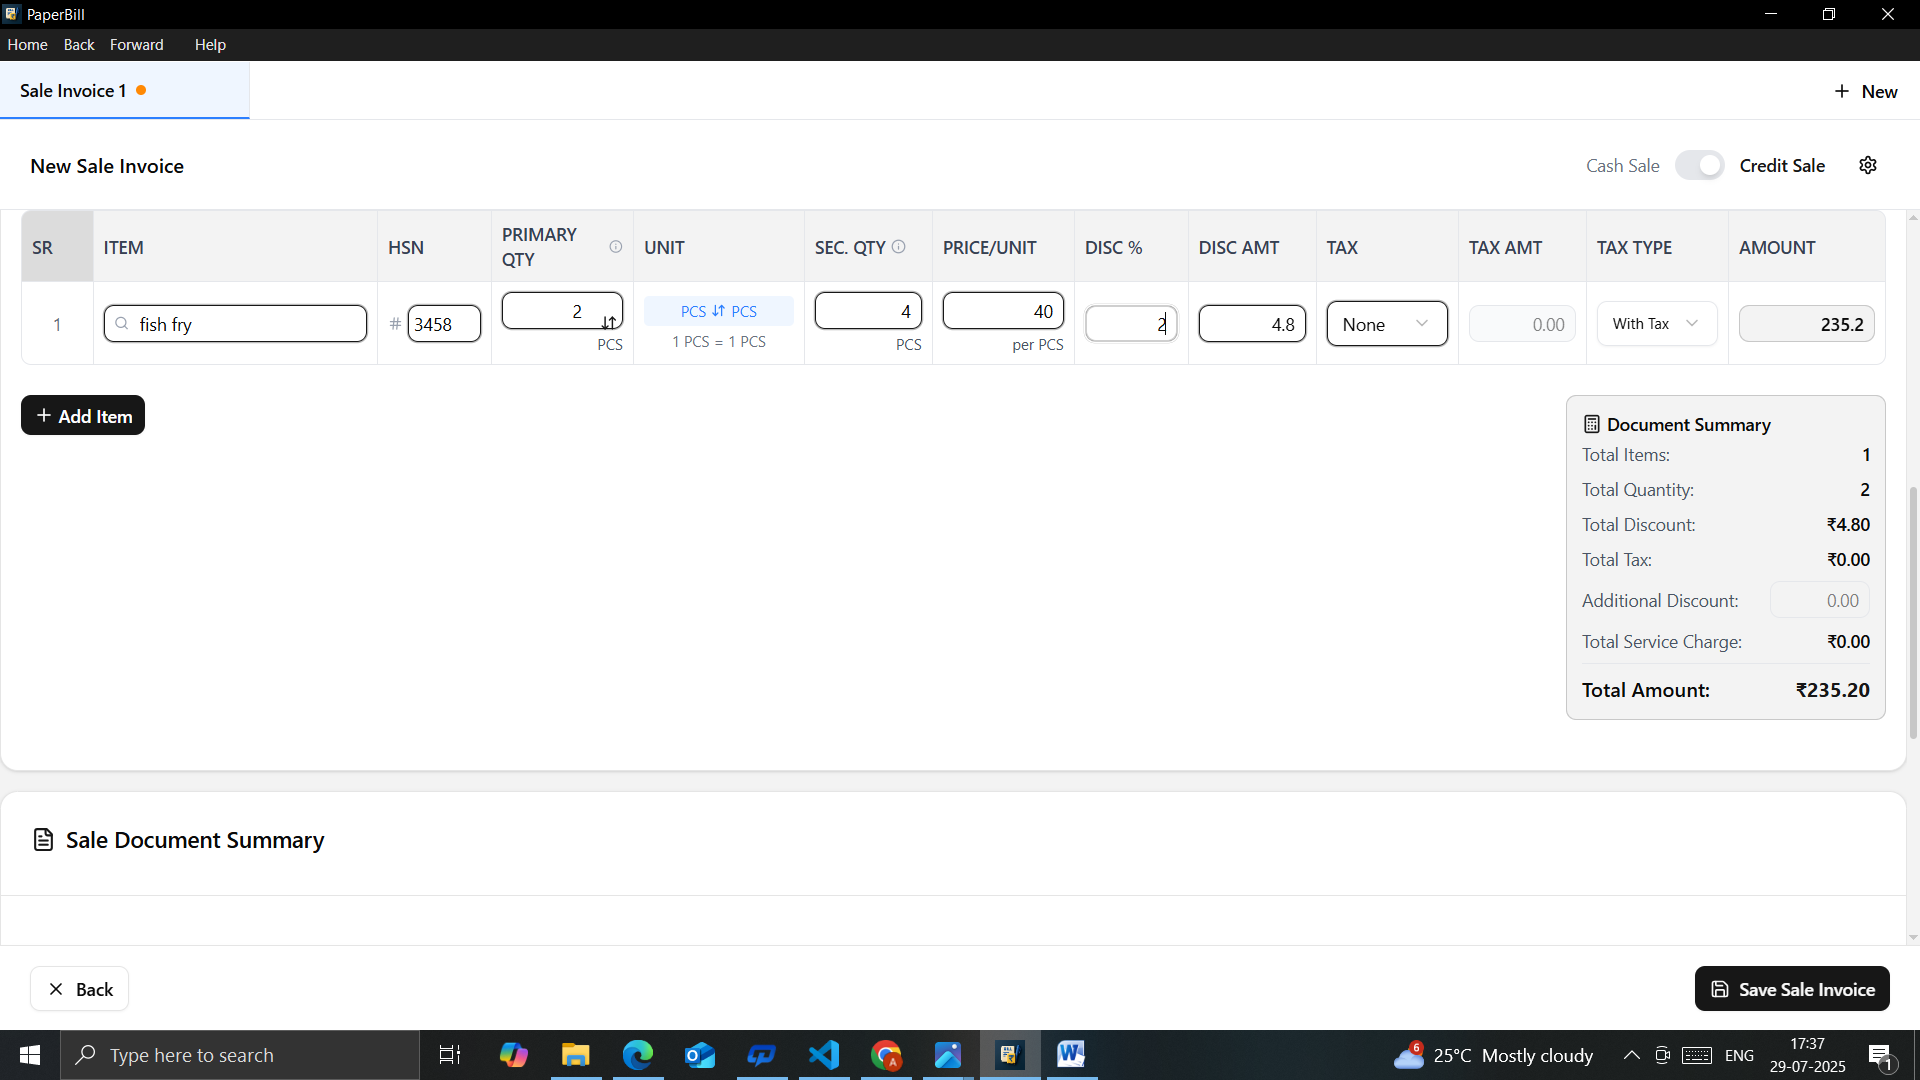 PaperBill
Home Back Forward Help
Sale Invoice 1
+ New
New Sale Invoice
Cash Sale Credit Sale
SR ITEM HSN PRIMARY QTY UNIT SEC. QTY PRICE/UNIT DISC % DISC AMT TAX TAX AMT TAX TYPE AMOUNT
1 fish fry # 3458 2 PCS PCS 4 40 2 4.8 None 0.00 With Tax 235.2
PCS 1 PCS = 1 PCS PCS per PCS
+ Add Item
Document Summary
Total Items: 1
Total Quantity: 2
Total Discount: ₹4.80
Total Tax: ₹0.00
Additional Discount: 0.00
Total Service Charge: ₹0.00
Total Amount: ₹235.20
Sale Document Summary
Back
Save Sale Invoice
Type here to search
6 25°C Mostly cloudy ENG
17:37
29-07-2025
1